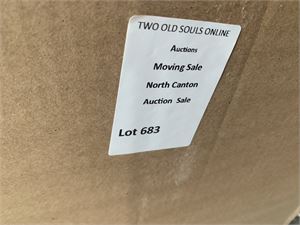 TWO OLD SOULS ONLINE
Auctions
Moving Sale
North Canton
Auction Sale
Lot 683